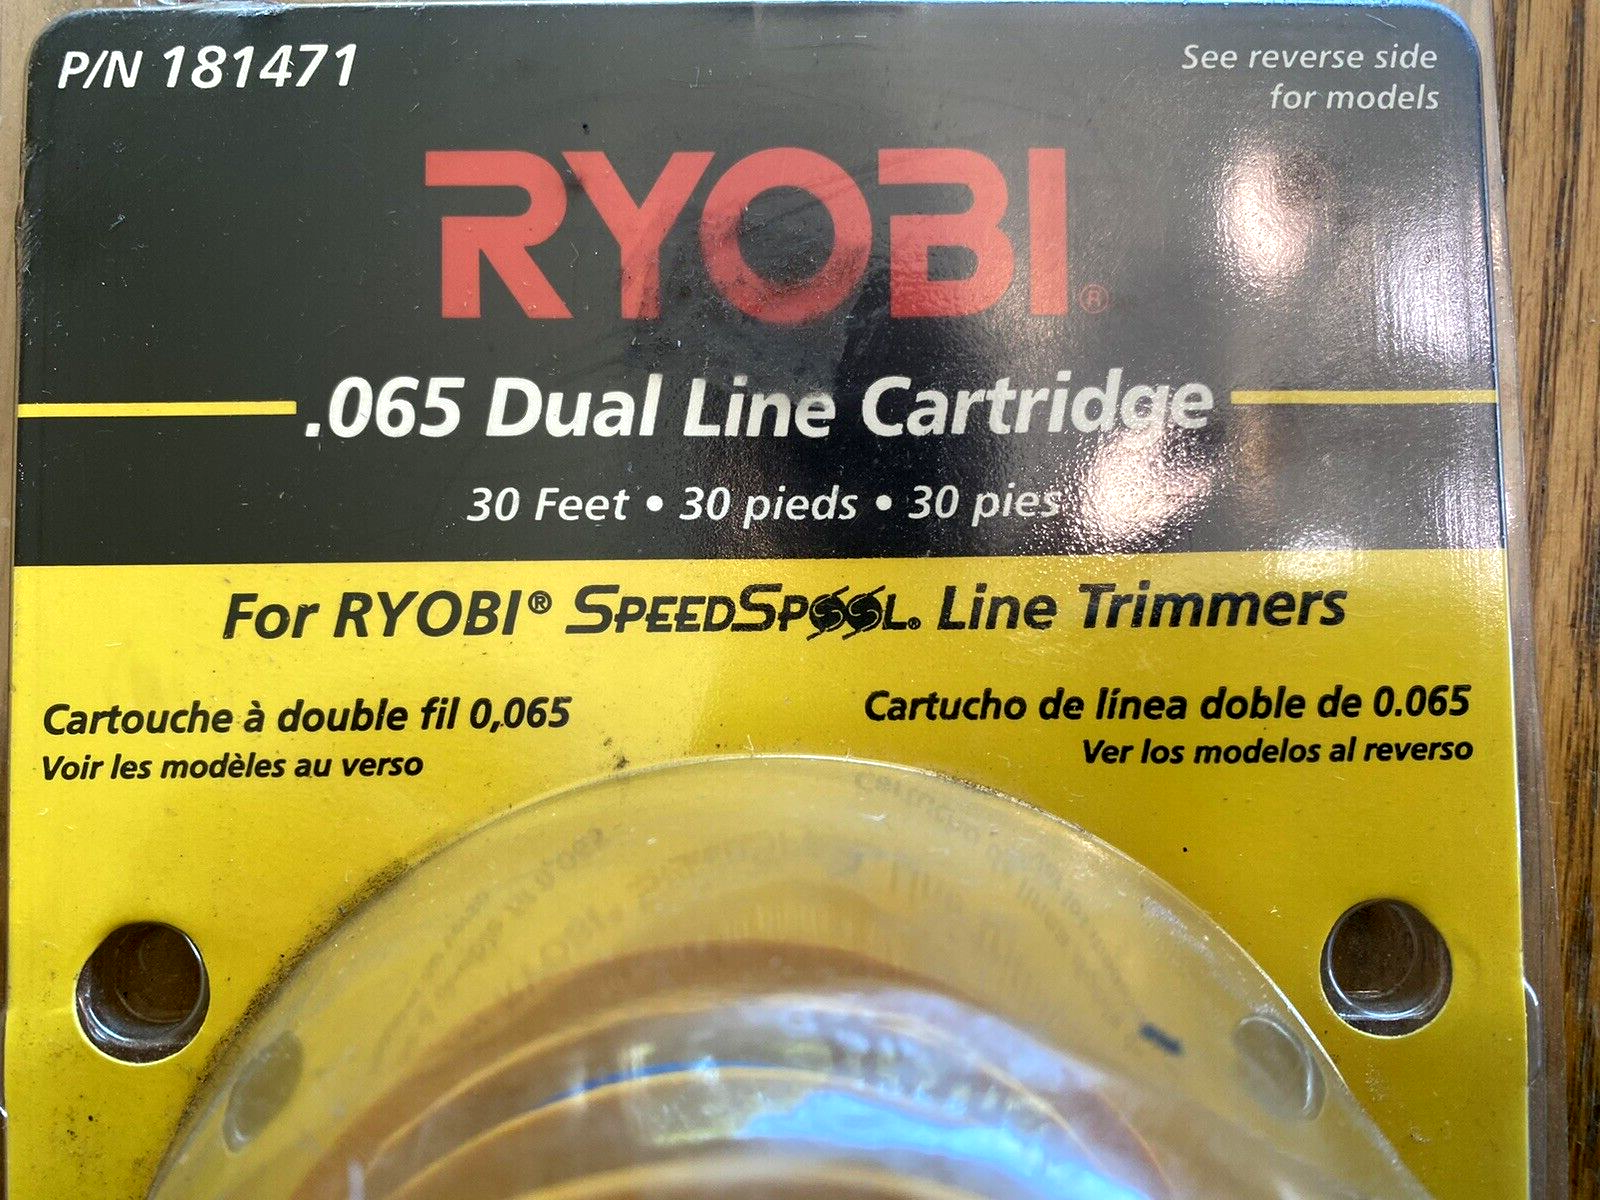 P/N 181471
See reverse side
for models
RYOBI®
.065 Dual Line Cartridge
30 Feet • 30 pieds • 30 pies
For RYOBI® SPEEDSPOOL® Line Trimmers
Cartouche à double fil 0,065
Voir les modèles au verso
Cartucho de línea doble de 0.065
Ver los modelos al reverso